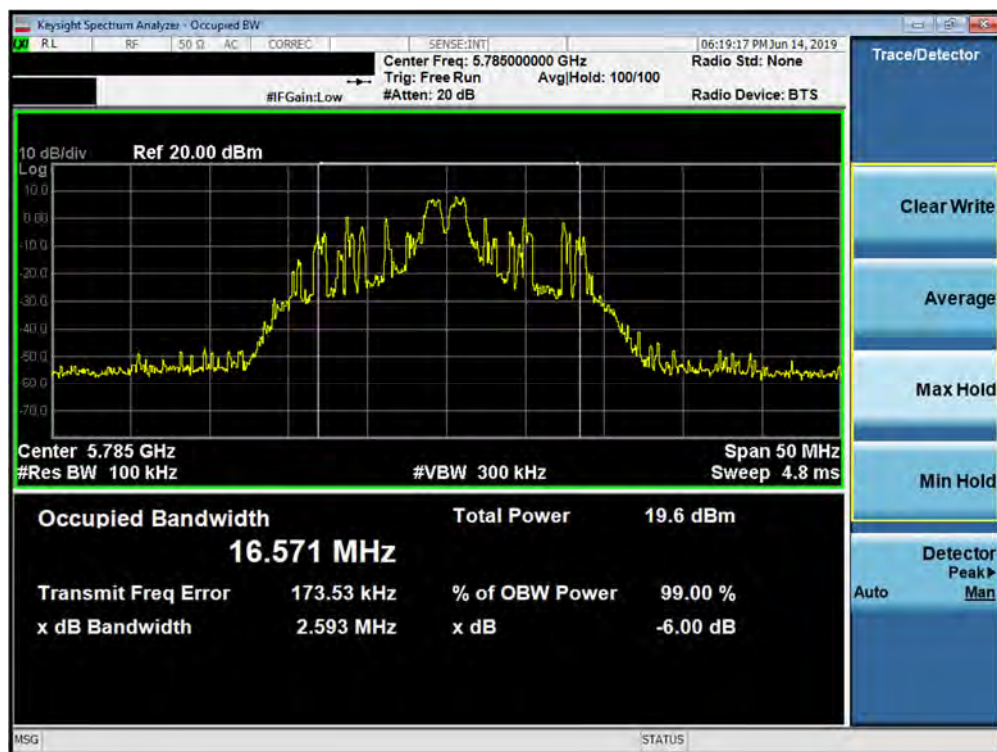 Keysight Spectrum Analyzer - Occupied BW
LXI RL RF 50 Ω AC CORREC SENSE:INT 06:19:17 PM Jun 14, 2019
Center Freq: 5.785000000 GHz Radio Std: None
Trig: Free Run Avg|Hold: 100/100
#IFGain:Low #Atten: 20 dB Radio Device: BTS
10 dB/div Ref 20.00 dBm
Log
10.0
0.00
-10.0
-20.0
-30.0
-40.0
-50.0
-60.0
-70.0
Center 5.785 GHz Span 50 MHz
#Res BW 100 kHz #VBW 300 kHz Sweep 4.8 ms
Occupied Bandwidth Total Power 19.6 dBm
16.571 MHz
Transmit Freq Error 173.53 kHz % of OBW Power 99.00 %
x dB Bandwidth 2.593 MHz x dB -6.00 dB
Trace/Detector
Clear Write
Average
Max Hold
Min Hold
Detector
Peak▶
Auto Man
MSG STATUS